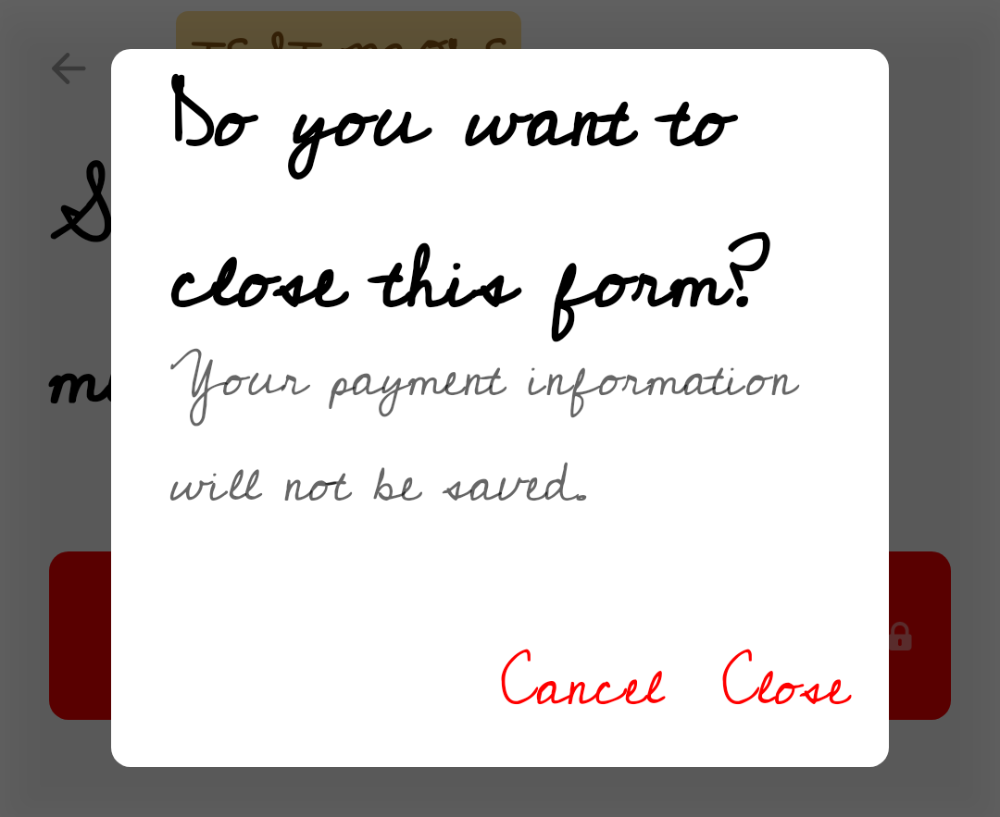 Do you want to
close this form?
Your payment information
will not be saved.
Cancel Close